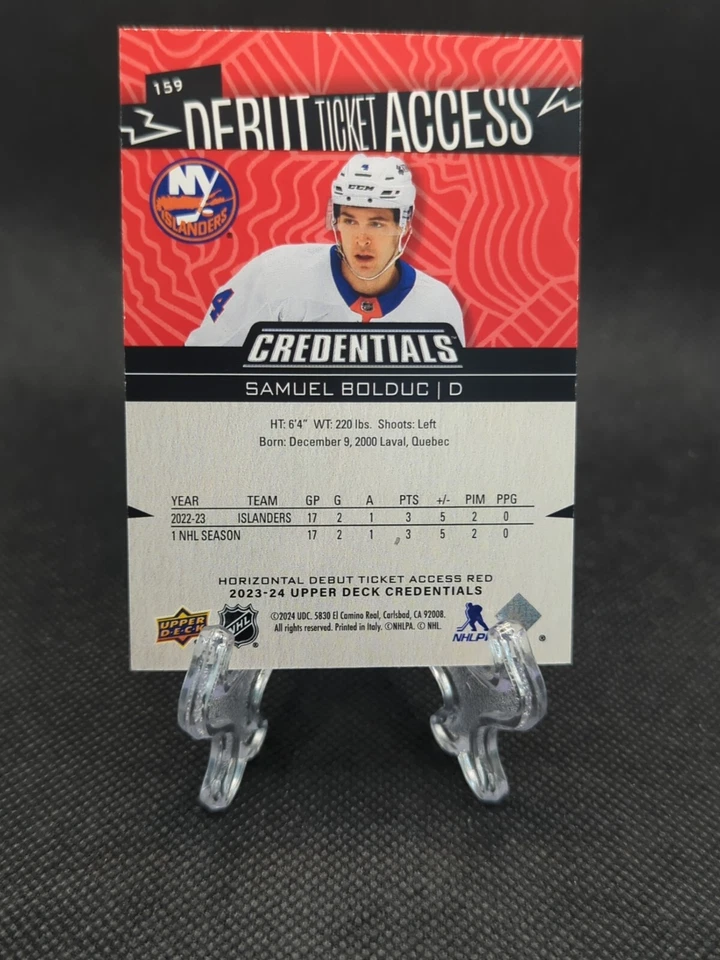 159
DEBUT TICKET ACCESS
NY
ISLANDERS
4
CCM
4
CREDENTIALS™
SAMUEL BOLDUC | D
HT: 6'4" WT: 220 lbs. Shoots: Left
Born: December 9, 2000 Laval, Quebec
YEAR TEAM GP G A PTS +/- PIM PPG
2022-23 ISLANDERS 17 2 1 3 5 2 0
1 NHL SEASON 17 2 1 3 5 2 0
HORIZONTAL DEBUT TICKET ACCESS RED
2023-24 UPPER DECK CREDENTIALS
UPPER DECK
NHL
©2024 UDC. 5830 El Camino Real, Carlsbad, CA 92008.
All rights reserved. Printed in Italy. ©NHLPA. © NHL.
NHLPA
®